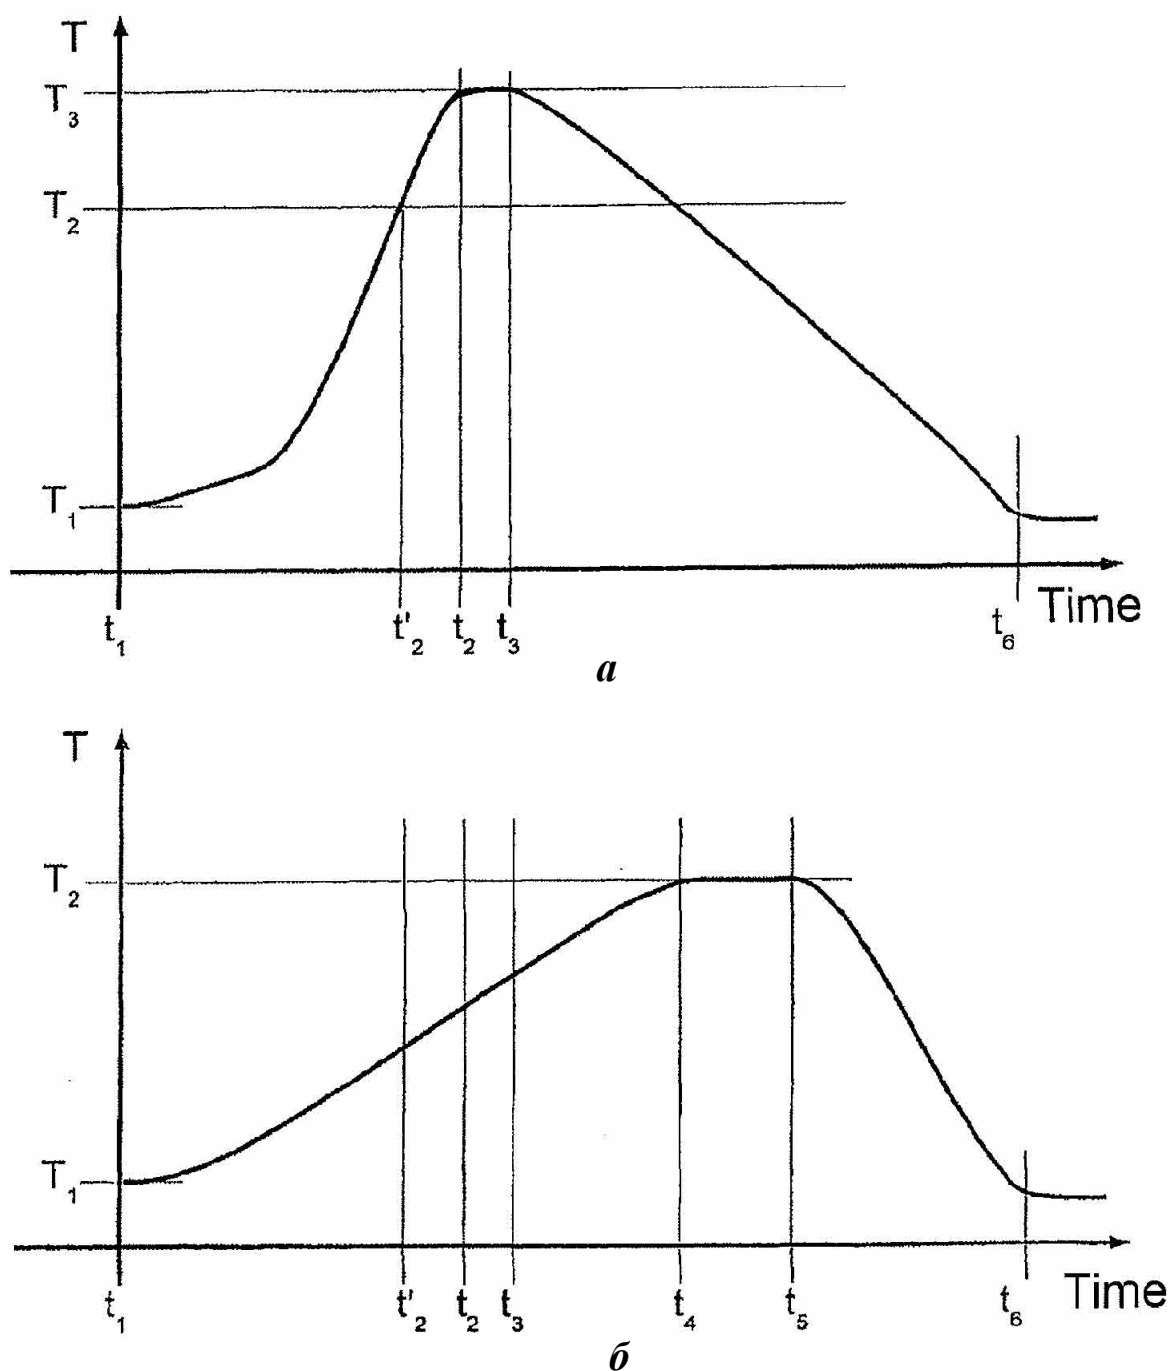 T
T₃
T₂
T₁
Time
t₁ t'₂ t₂ t₃ t₆
а
T
T₂
T₁
Time
t₁ t'₂ t₂ t₃ t₄ t₅ t₆
б